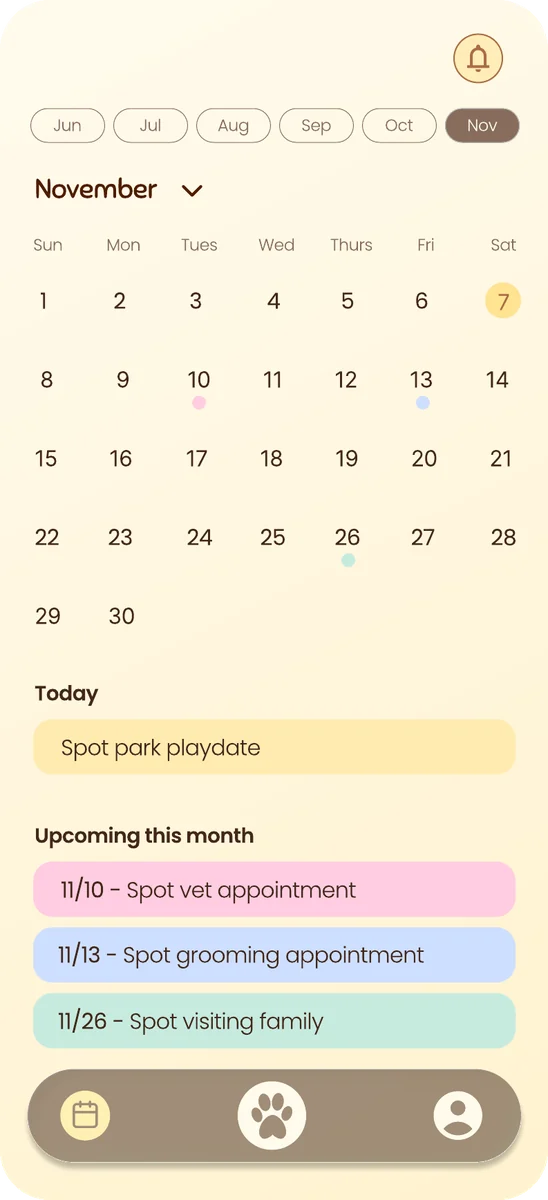 Jun Jul Aug Sep Oct Nov
November
Sun Mon Tues Wed Thurs Fri Sat
1 2 3 4 5 6 7
8 9 10 11 12 13 14
15 16 17 18 19 20 21
22 23 24 25 26 27 28
29 30
Today
Spot park playdate
Upcoming this month
11/10 - Spot vet appointment
11/13 - Spot grooming appointment
11/26 - Spot visiting family